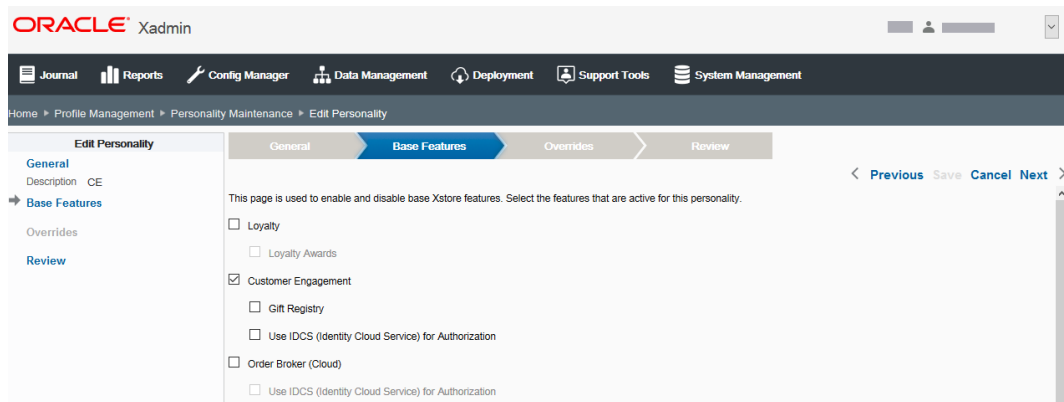 ORACLE Xadmin
Journal Reports Config Manager Data Management Deployment Support Tools System Management
Home Profile Management Personality Maintenance Edit Personality
Edit Personality
General
Description CE
Base Features
Overrides
Review
General Base Features Overrides Review
Previous Save Cancel Next
This page is used to enable and disable base Xstore features. Select the features that are active for this personality.
Loyalty
Loyalty Awards
Customer Engagement
Gift Registry
Use IDCS (Identity Cloud Service) for Authorization
Order Broker (Cloud)
Use IDCS (Identity Cloud Service) for Authorization